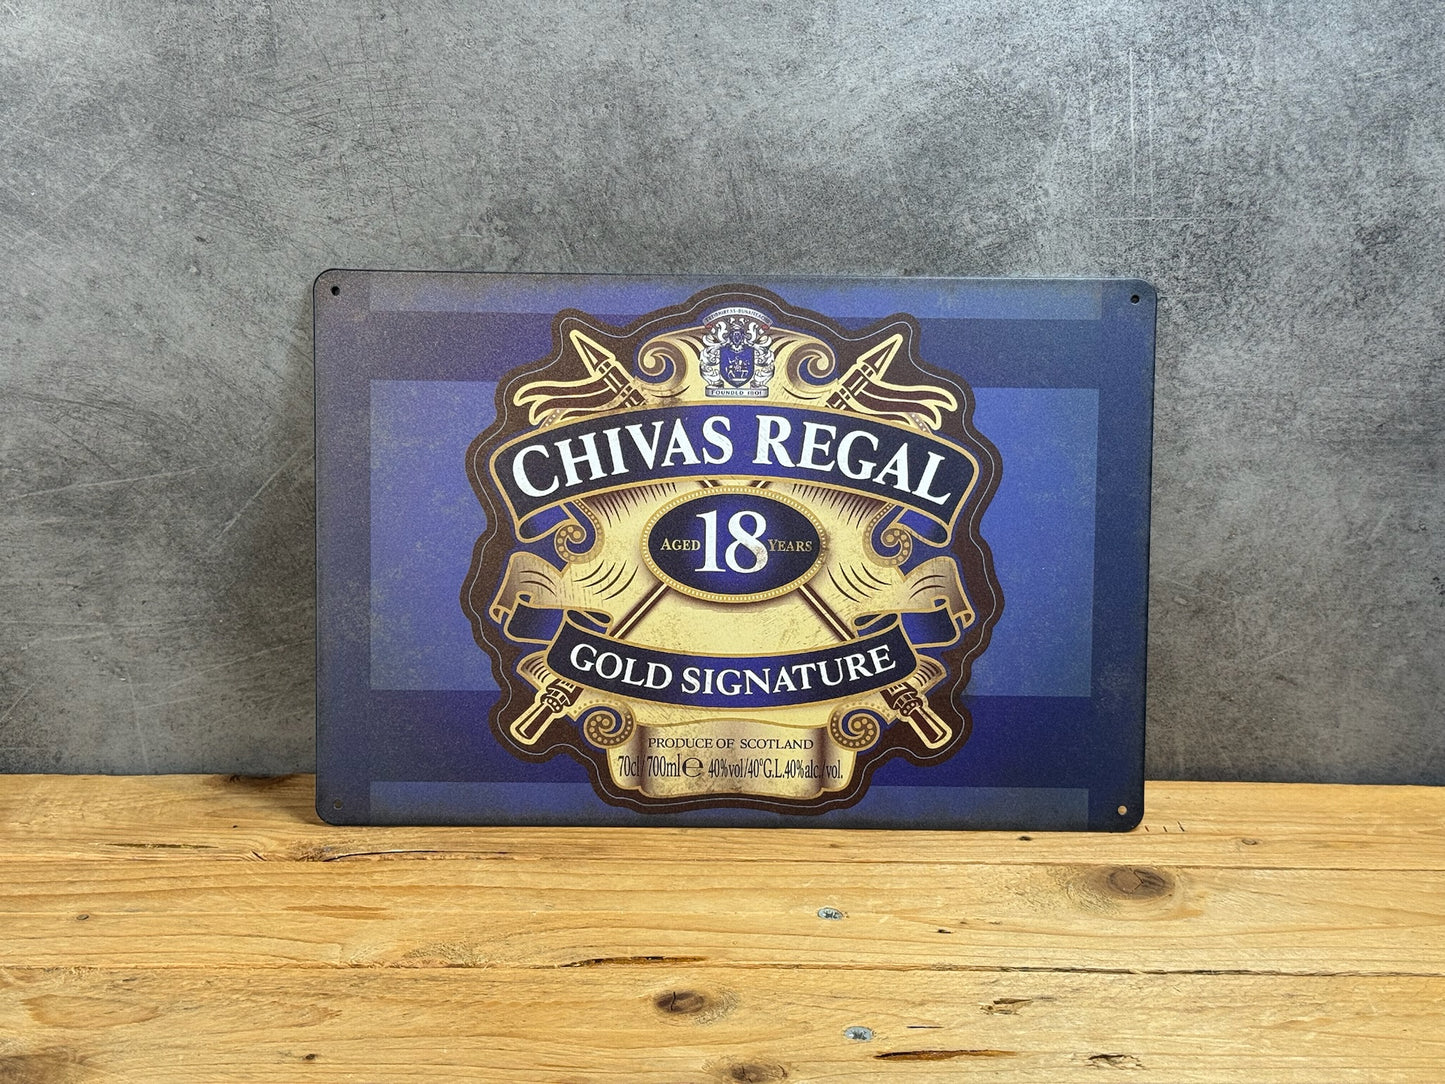 FOUNDED 1801
CHIVAS REGAL
AGED 18 YEARS
GOLD SIGNATURE
PRODUCE OF SCOTLAND
70cl/700ml℮ 40%vol/40°G.L.40%alc./vol.